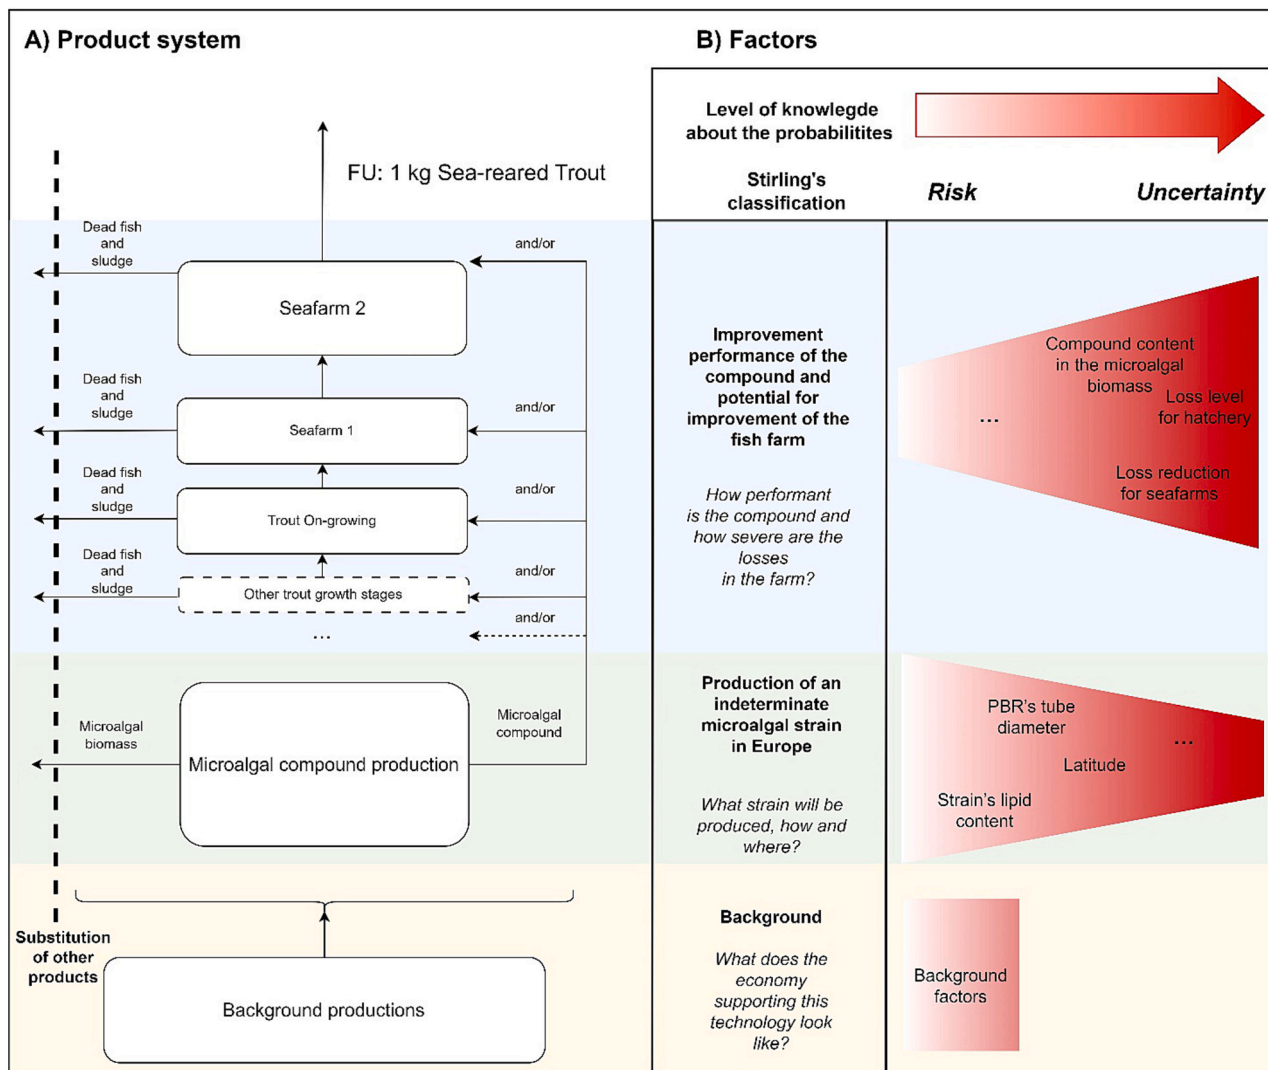 A) Product system
FU: 1 kg Sea-reared Trout
Dead fish
and
sludge
and/or
Seafarm 2
Dead fish
and
sludge
and/or
Seafarm 1
Dead fish
and
sludge
and/or
Trout On-growing
Dead fish
and
sludge
and/or
Other trout growth stages
and/or
...
Microalgal
biomass
Microalgal compound production
Microalgal
compound
Substitution
of other
products
Background productions
B) Factors
Level of knowlegde
about the probabilitites
Stirling's
classification
Risk
Uncertainty
Improvement
performance of the
compound and
potential for
improvement of the
fish farm
How performant
is the compound and
how severe are the
losses
in the farm?
...
Compound content
in the microalgal
biomass
Loss level
for hatchery
Loss reduction
for seafarms
Production of an
indeterminate
microalgal strain
in Europe
What strain will be
produced, how and
where?
PBR's tube
diameter
...
Latitude
Strain's lipid
content
Background
What does the
economy
supporting this
technology look
like?
Background
factors